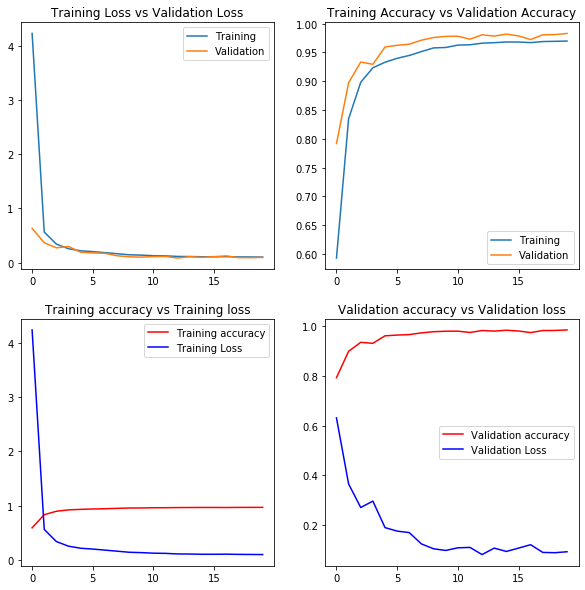 Training Loss vs Validation Loss
4
3
2
1
0
0 5 10 15
Training
Validation
Training Accuracy vs Validation Accuracy
1.00
0.95
0.90
0.85
0.80
0.75
0.70
0.65
0.60
0 5 10 15
Training
Validation
Training accuracy vs Training loss
4
3
2
1
0
0 5 10 15
Training accuracy
Training Loss
Validation accuracy vs Validation loss
1.0
0.8
0.6
0.4
0.2
0 5 10 15
Validation accuracy
Validation Loss